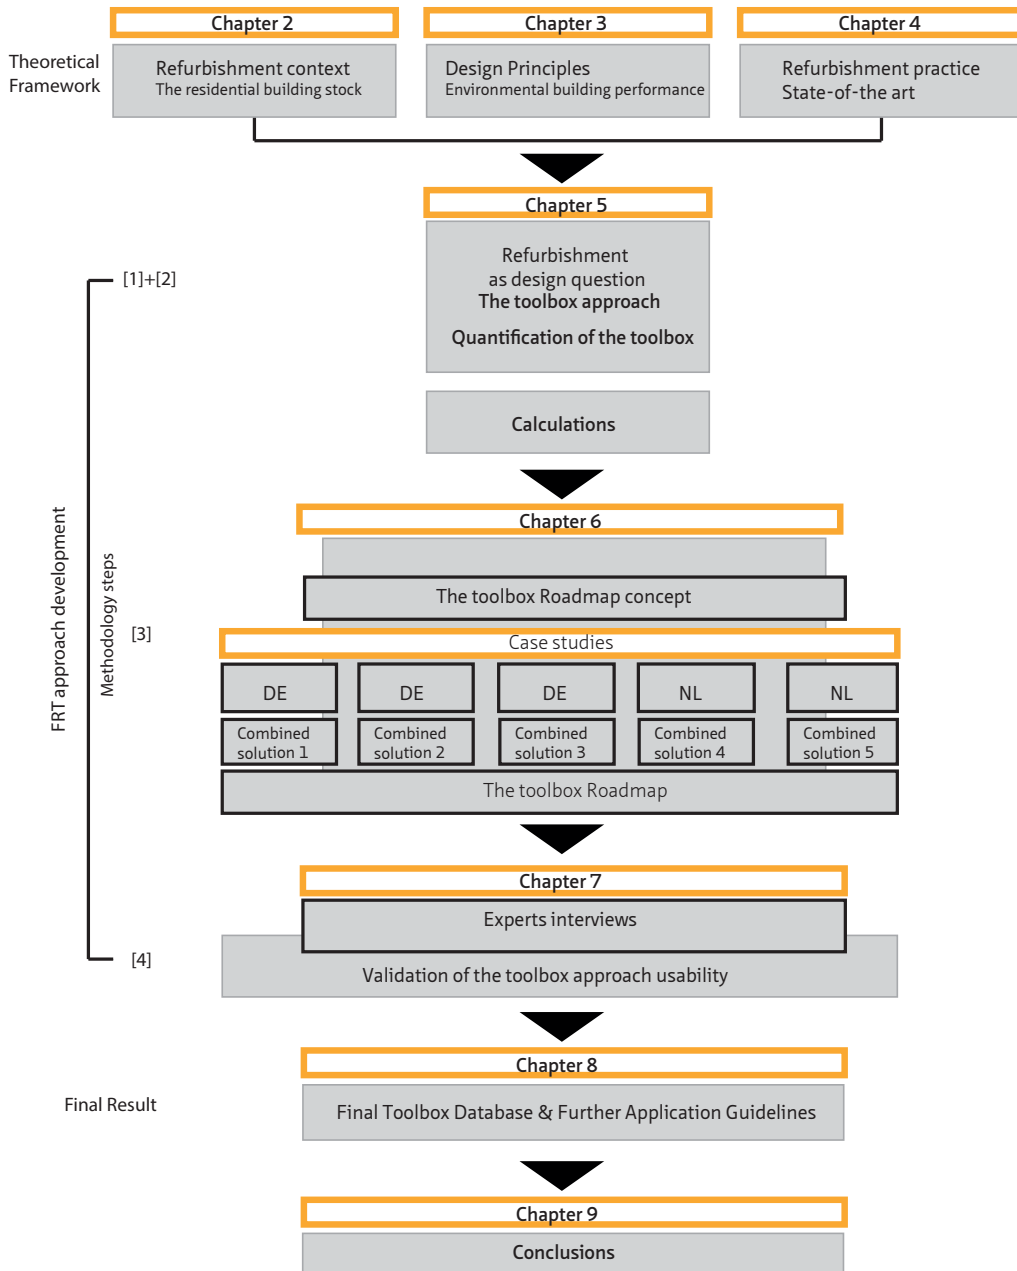 Chapter 2
Chapter 3
Chapter 4
Theoretical
Framework
Refurbishment context
The residential building stock
Design Principles
Environmental building performance
Refurbishment practice
State-of-the art
Chapter 5
[1]+[2]
Refurbishment
as design question
The toolbox approach
Quantification of the toolbox
Calculations
Chapter 6
The toolbox Roadmap concept
FRT approach development
Methodology steps
[3]
Case studies
DE
DE
DE
NL
NL
Combined
solution 1
Combined
solution 2
Combined
solution 3
Combined
solution 4
Combined
solution 5
The toolbox Roadmap
Chapter 7
Experts interviews
[4]
Validation of the toolbox approach usability
Chapter 8
Final Result
Final Toolbox Database & Further Application Guidelines
Chapter 9
Conclusions